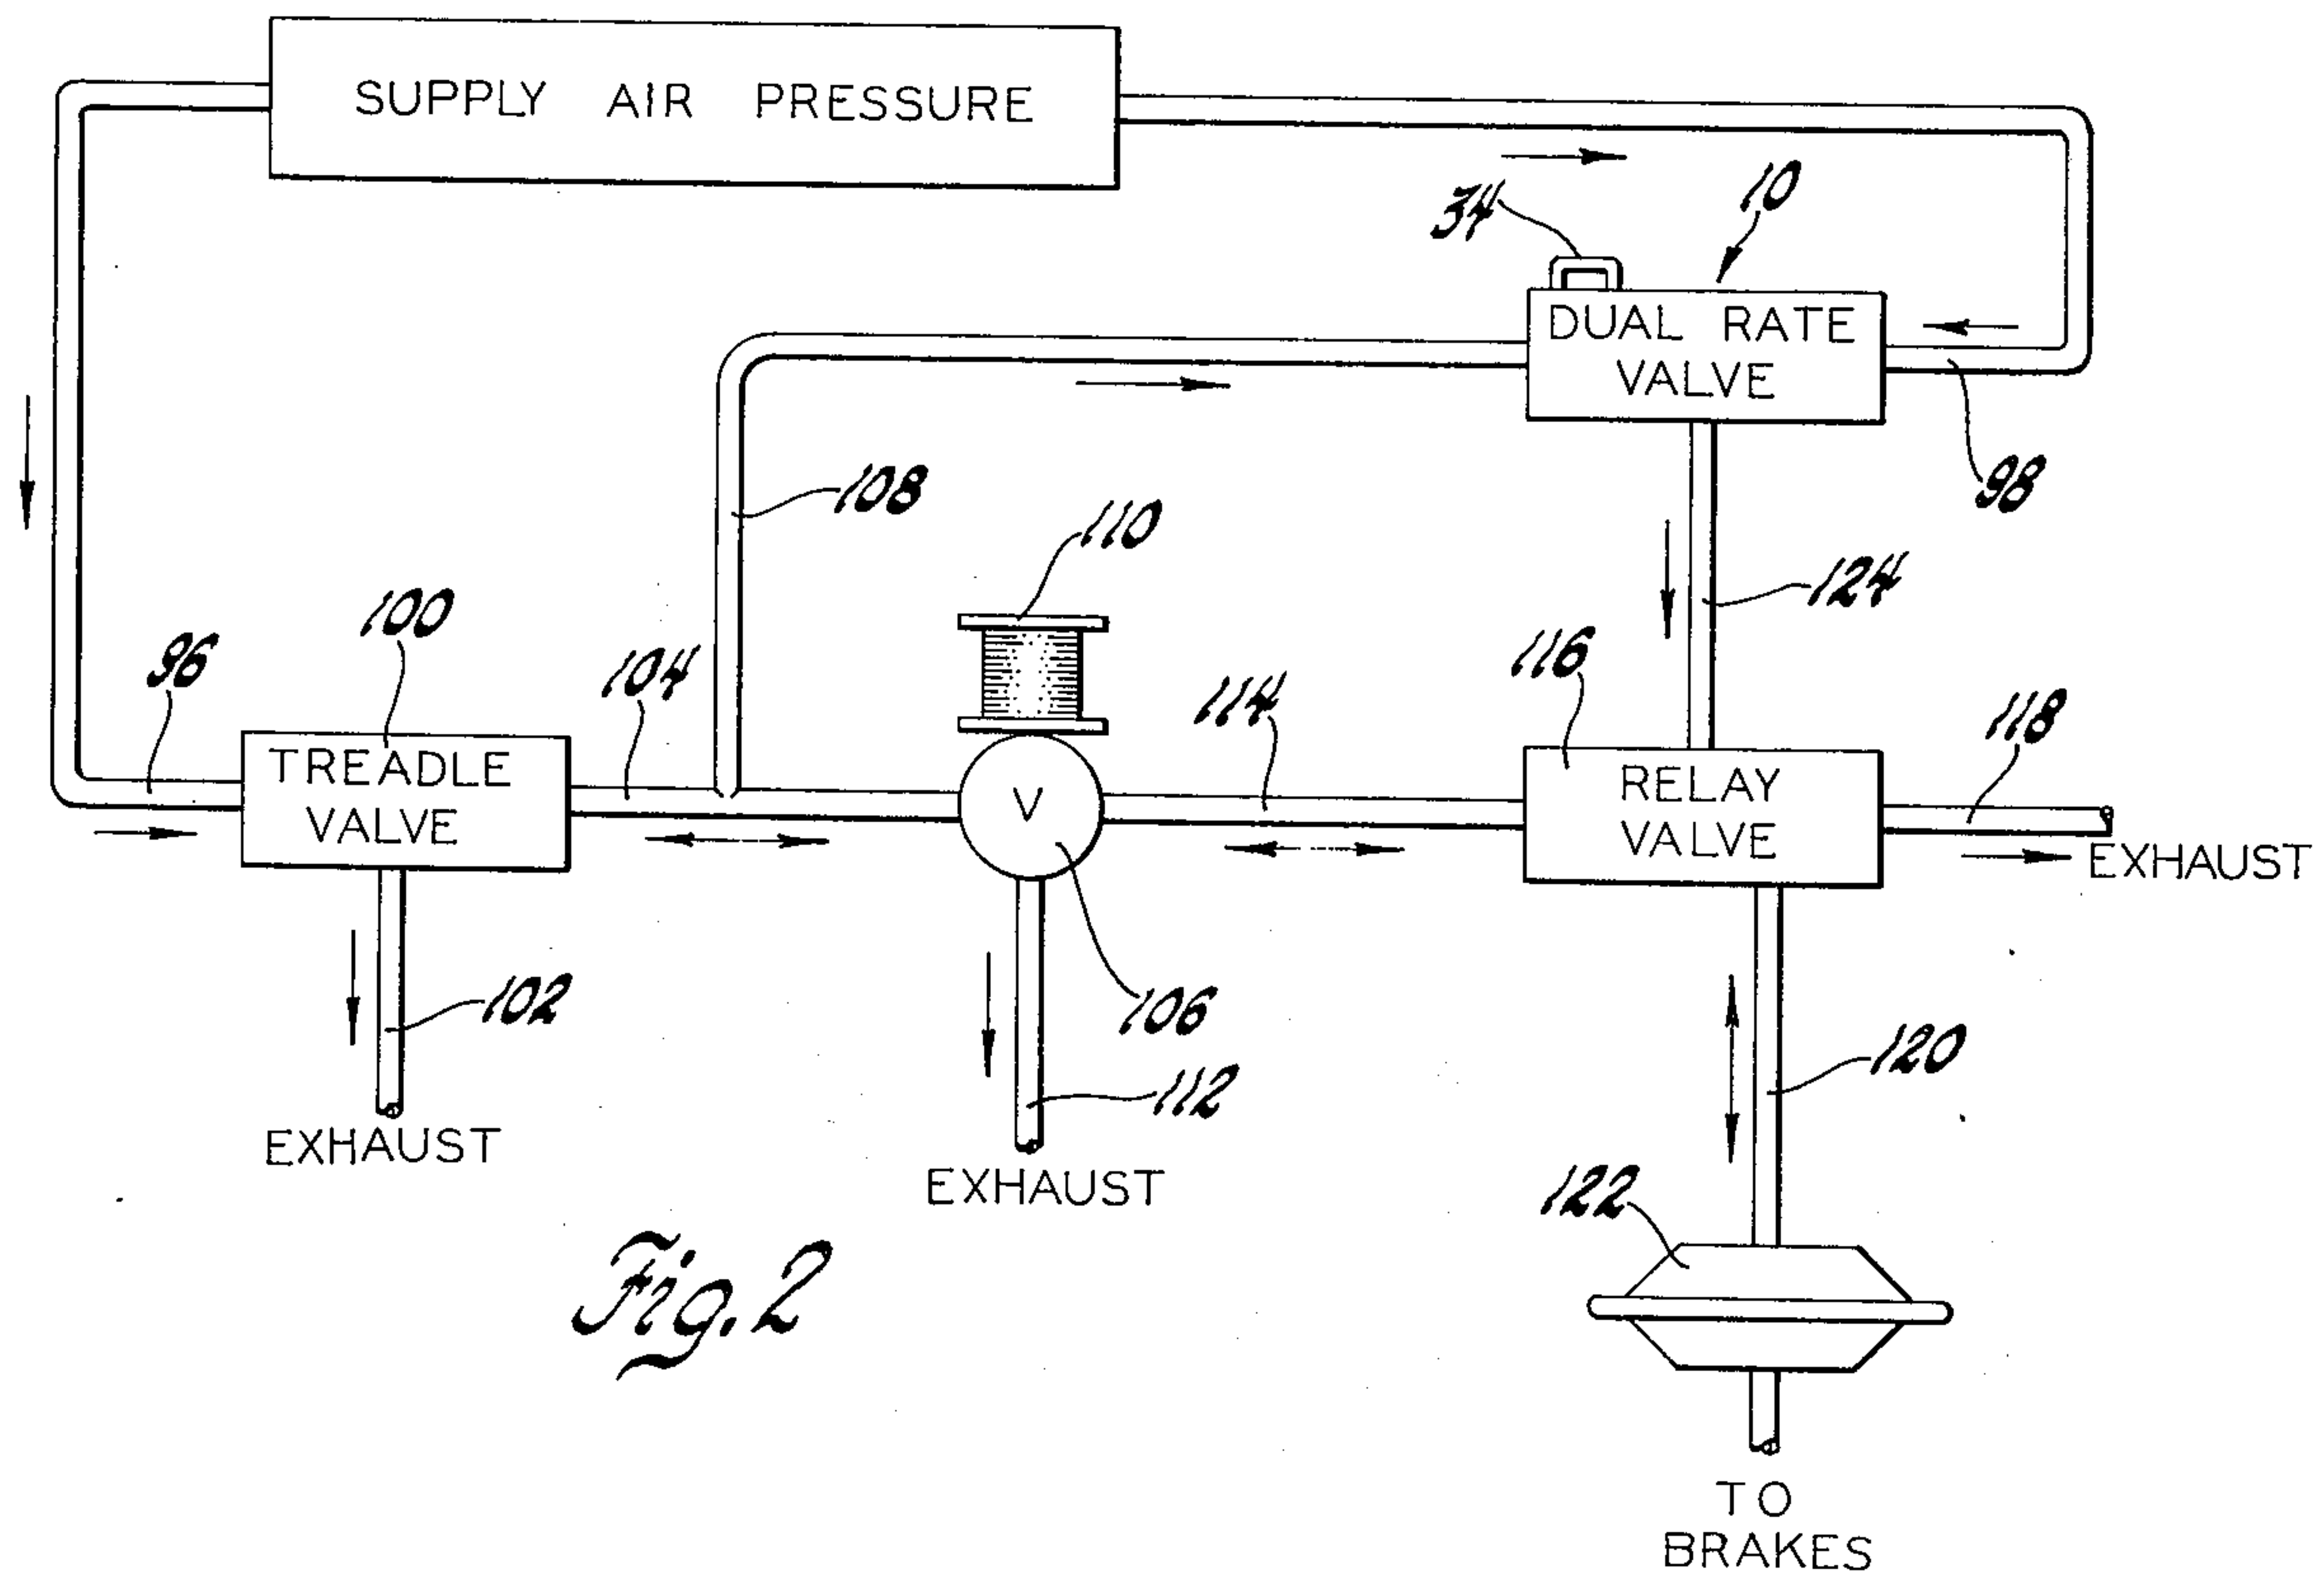 SUPPLY AIR PRESSURE
10
34
DUAL RATE
VALVE
98
108
110
124
100
96
104
114
116
118
TREADLE
VALVE
V
RELAY
VALVE
EXHAUST
102
106
120
112
EXHAUST
EXHAUST
122
Fig. 2
TO
BRAKES